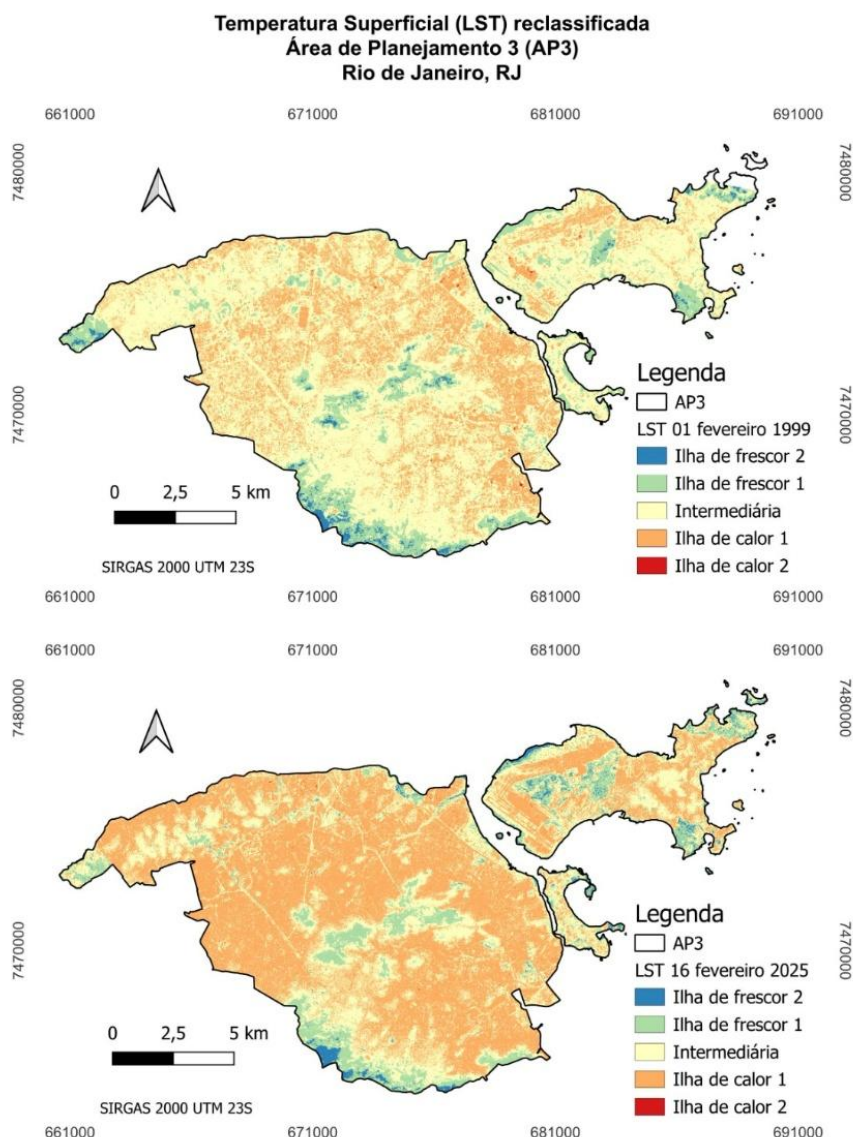 Temperatura Superficial (LST) reclassificada
Área de Planejamento 3 (AP3)
Rio de Janeiro, RJ
661000 671000 681000 691000
7480000 7480000
7470000 7470000
Legenda
AP3
LST 01 fevereiro 1999
Ilha de frescor 2
Ilha de frescor 1
Intermediária
Ilha de calor 1
Ilha de calor 2
0 2,5 5 km
SIRGAS 2000 UTM 23S
661000 671000 681000 691000
661000 671000 681000 691000
7480000 7480000
7470000 7470000
Legenda
AP3
LST 16 fevereiro 2025
Ilha de frescor 2
Ilha de frescor 1
Intermediária
Ilha de calor 1
Ilha de calor 2
0 2,5 5 km
SIRGAS 2000 UTM 23S
661000 671000 681000 691000